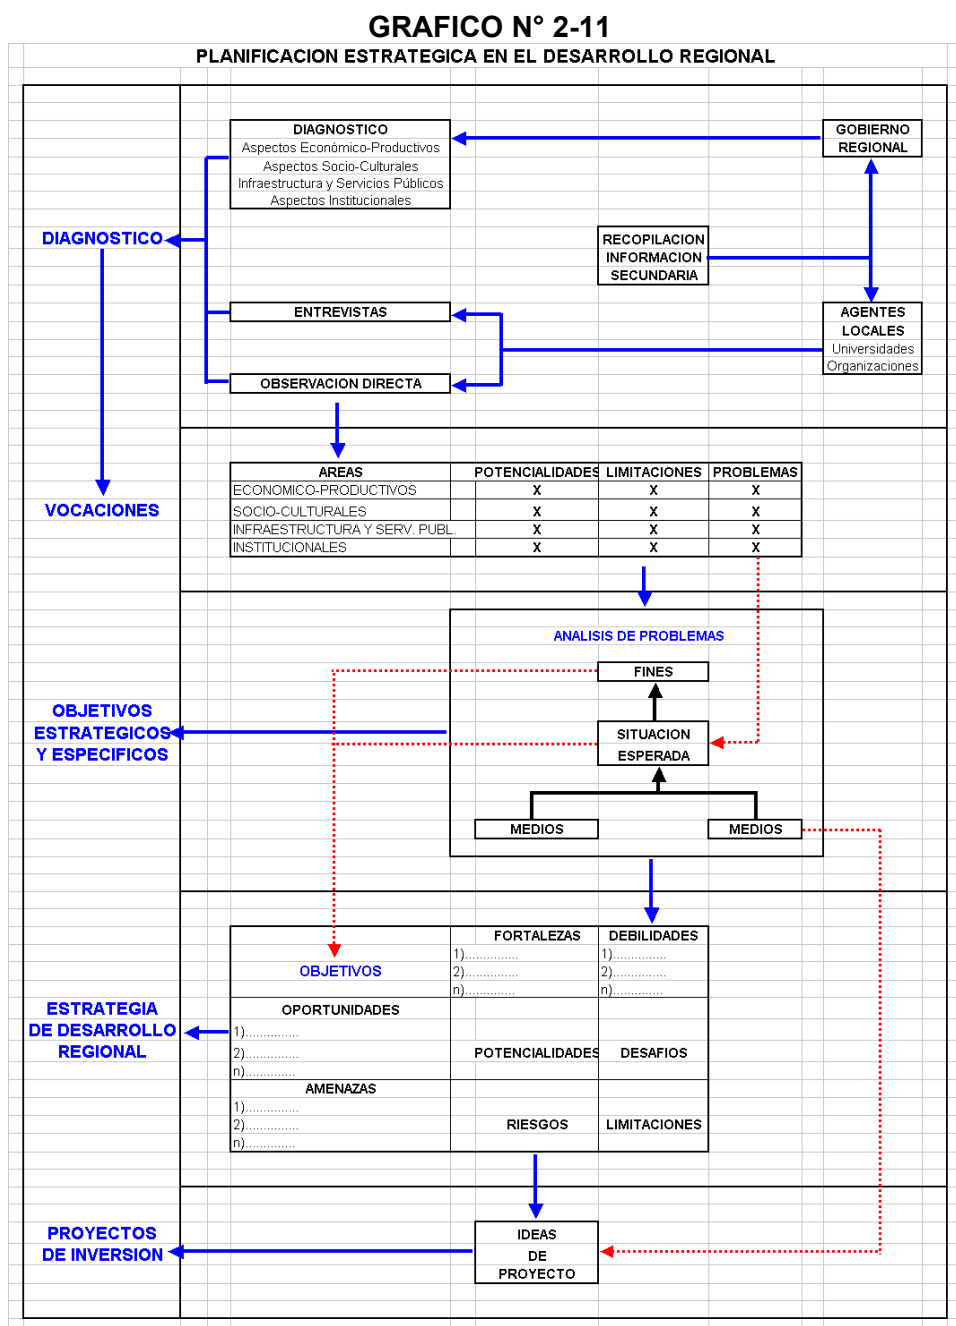 GRAFICO N° 2-11
PLANIFICACION ESTRATEGICA EN EL DESARROLLO REGIONAL
DIAGNOSTICO
Aspectos Económico-Productivos
Aspectos Socio-Culturales
Infraestructura y Servicios Públicos
Aspectos Institucionales
GOBIERNO
REGIONAL
DIAGNOSTICO
RECOPILACION
INFORMACION
SECUNDARIA
ENTREVISTAS
AGENTES
LOCALES
Universidades
Organizaciones
OBSERVACION DIRECTA
AREAS POTENCIALIDADES LIMITACIONES PROBLEMAS
ECONOMICO-PRODUCTIVOS X X X
VOCACIONES
SOCIO-CULTURALES X X X
INFRAESTRUCTURA Y SERV. PUBL. X X X
INSTITUCIONALES X X X
ANALISIS DE PROBLEMAS
FINES
OBJETIVOS
ESTRATEGICOS
Y ESPECIFICOS
SITUACION
ESPERADA
MEDIOS MEDIOS
FORTALEZAS DEBILIDADES
1)............... 1)...............
OBJETIVOS 2)............... 2)...............
n)............... n)...............
ESTRATEGIA
DE DESARROLLO
REGIONAL
OPORTUNIDADES
1)...............
2)............... POTENCIALIDADES DESAFIOS
n)...............
AMENAZAS
1)...............
2)............... RIESGOS LIMITACIONES
n)...............
PROYECTOS
DE INVERSION
IDEAS
DE
PROYECTO